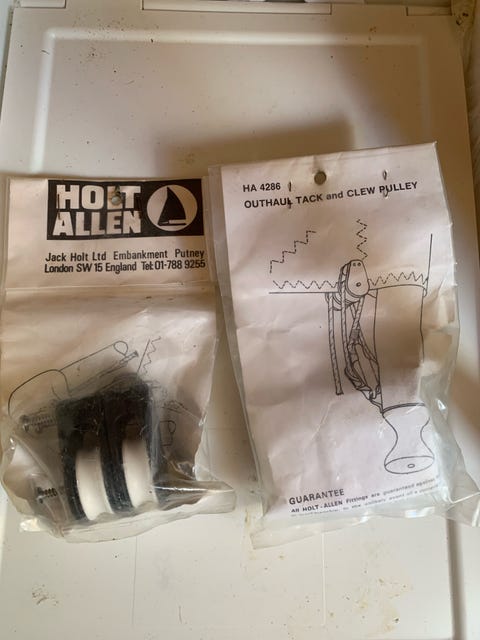 HOLT
ALLEN
Jack Holt Ltd Embankment Putney
London SW 15 England Tel: 01-788 9255
HA 4286
OUTHAUL TACK and CLEW PULLEY
GUARANTEE
All HOLT-ALLEN fittings are guaranteed against